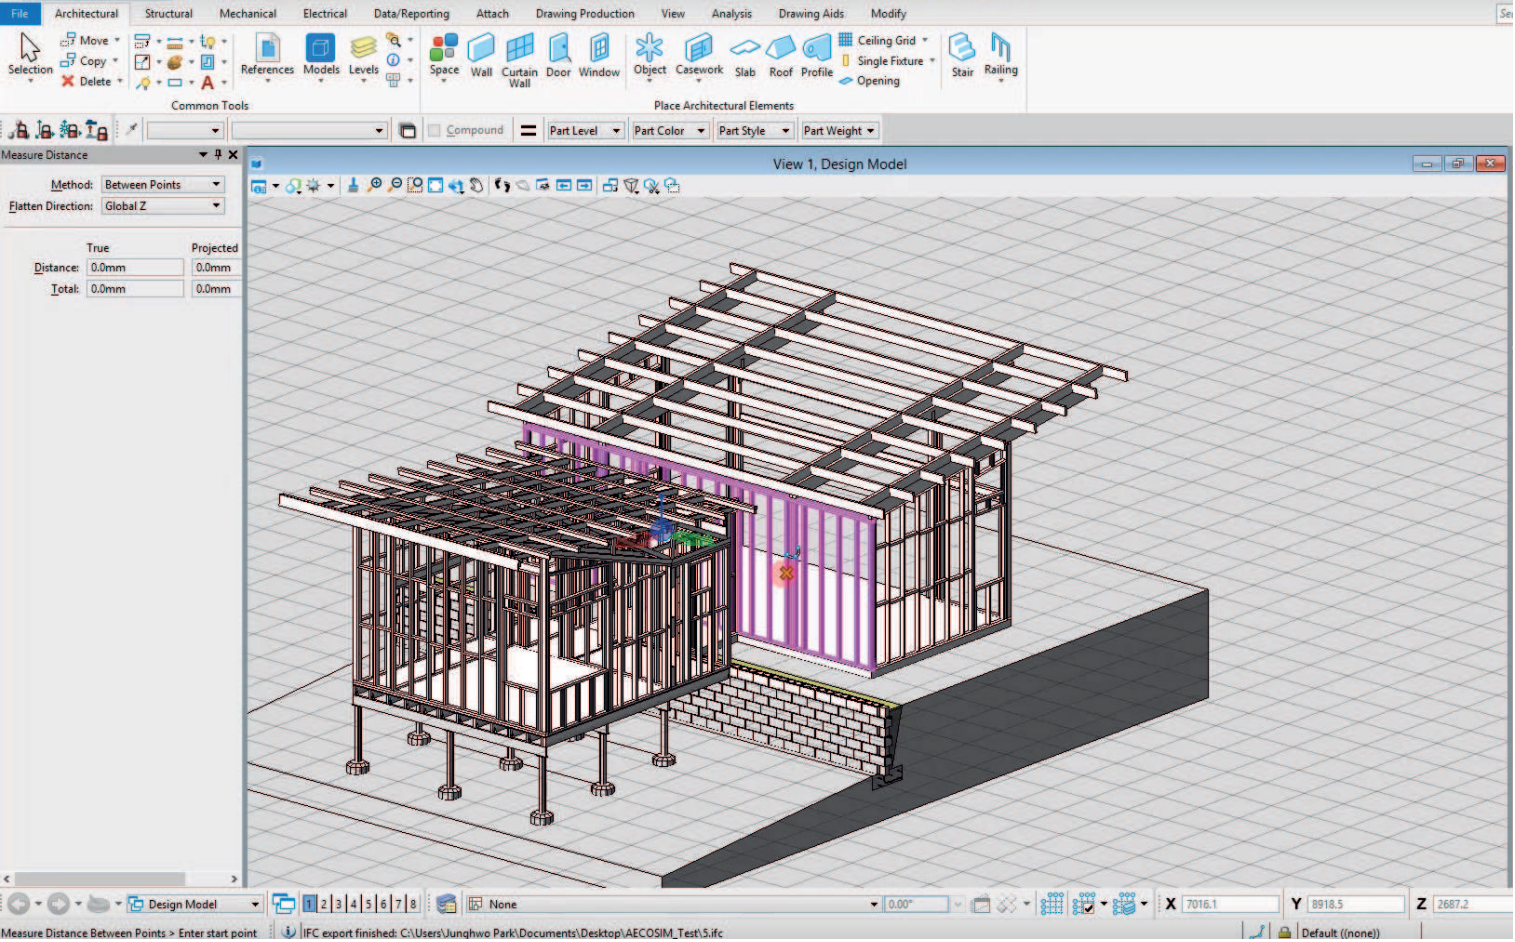 File Architectural Structural Mechanical Electrical Data/Reporting Attach Drawing Production View Analysis Drawing Aids Modify
Move
Copy
Delete
Selection
References Models Levels
Space Wall Curtain Wall Door Window
Object Casework Slab Roof Profile
Ceiling Grid
Single Fixture
Opening
Stair Railing
Common Tools
Place Architectural Elements
Compound
Part Level Part Color Part Style Part Weight
Measure Distance
View 1, Design Model
Method: Between Points
Flatten Direction: Global Z
True Projected
Distance: 0.0mm 0.0mm
Total: 0.0mm 0.0mm
Design Model 1 2 3 4 5 6 7 8 None 0.00° X 7016.1 Y 8918.5 Z 2687.2
Measure Distance Between Points > Enter start point IFC export finished: C:\Users\Junghwo Park\Documents\Desktop\AECOSIM_Test\5.ifc Default ((none))